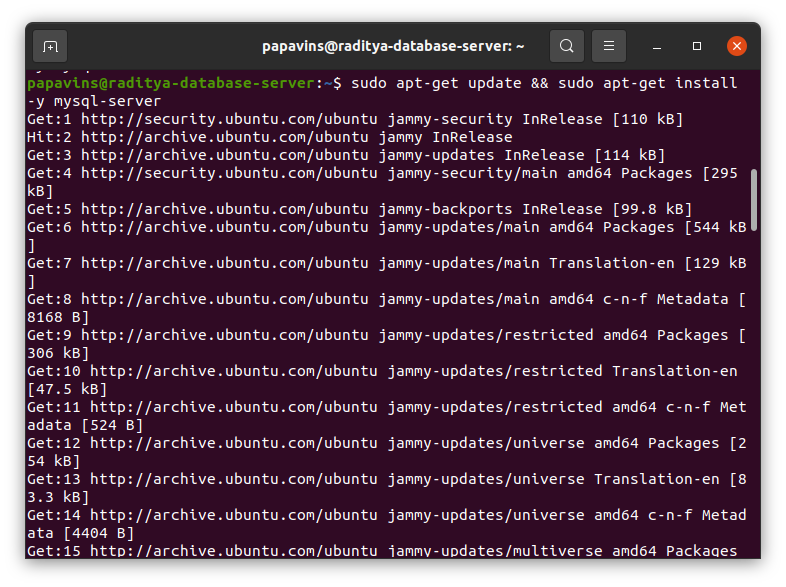 papavins@raditya-database-server: ~
papavins@raditya-database-server:~$ sudo apt-get update && sudo apt-get install
-y mysql-server
Get:1 http://security.ubuntu.com/ubuntu jammy-security InRelease [110 kB]
Hit:2 http://archive.ubuntu.com/ubuntu jammy InRelease
Get:3 http://archive.ubuntu.com/ubuntu jammy-updates InRelease [114 kB]
Get:4 http://security.ubuntu.com/ubuntu jammy-security/main amd64 Packages [295
kB]
Get:5 http://archive.ubuntu.com/ubuntu jammy-backports InRelease [99.8 kB]
Get:6 http://archive.ubuntu.com/ubuntu jammy-updates/main amd64 Packages [544 kB
]
Get:7 http://archive.ubuntu.com/ubuntu jammy-updates/main Translation-en [129 kB
]
Get:8 http://archive.ubuntu.com/ubuntu jammy-updates/main amd64 c-n-f Metadata [
8168 B]
Get:9 http://archive.ubuntu.com/ubuntu jammy-updates/restricted amd64 Packages [
306 kB]
Get:10 http://archive.ubuntu.com/ubuntu jammy-updates/restricted Translation-en
[47.5 kB]
Get:11 http://archive.ubuntu.com/ubuntu jammy-updates/restricted amd64 c-n-f Met
adata [524 B]
Get:12 http://archive.ubuntu.com/ubuntu jammy-updates/universe amd64 Packages [2
54 kB]
Get:13 http://archive.ubuntu.com/ubuntu jammy-updates/universe Translation-en [8
3.3 kB]
Get:14 http://archive.ubuntu.com/ubuntu jammy-updates/universe amd64 c-n-f Metad
ata [4404 B]
Get:15 http://archive.ubuntu.com/ubuntu jammy-updates/multiverse amd64 Packages